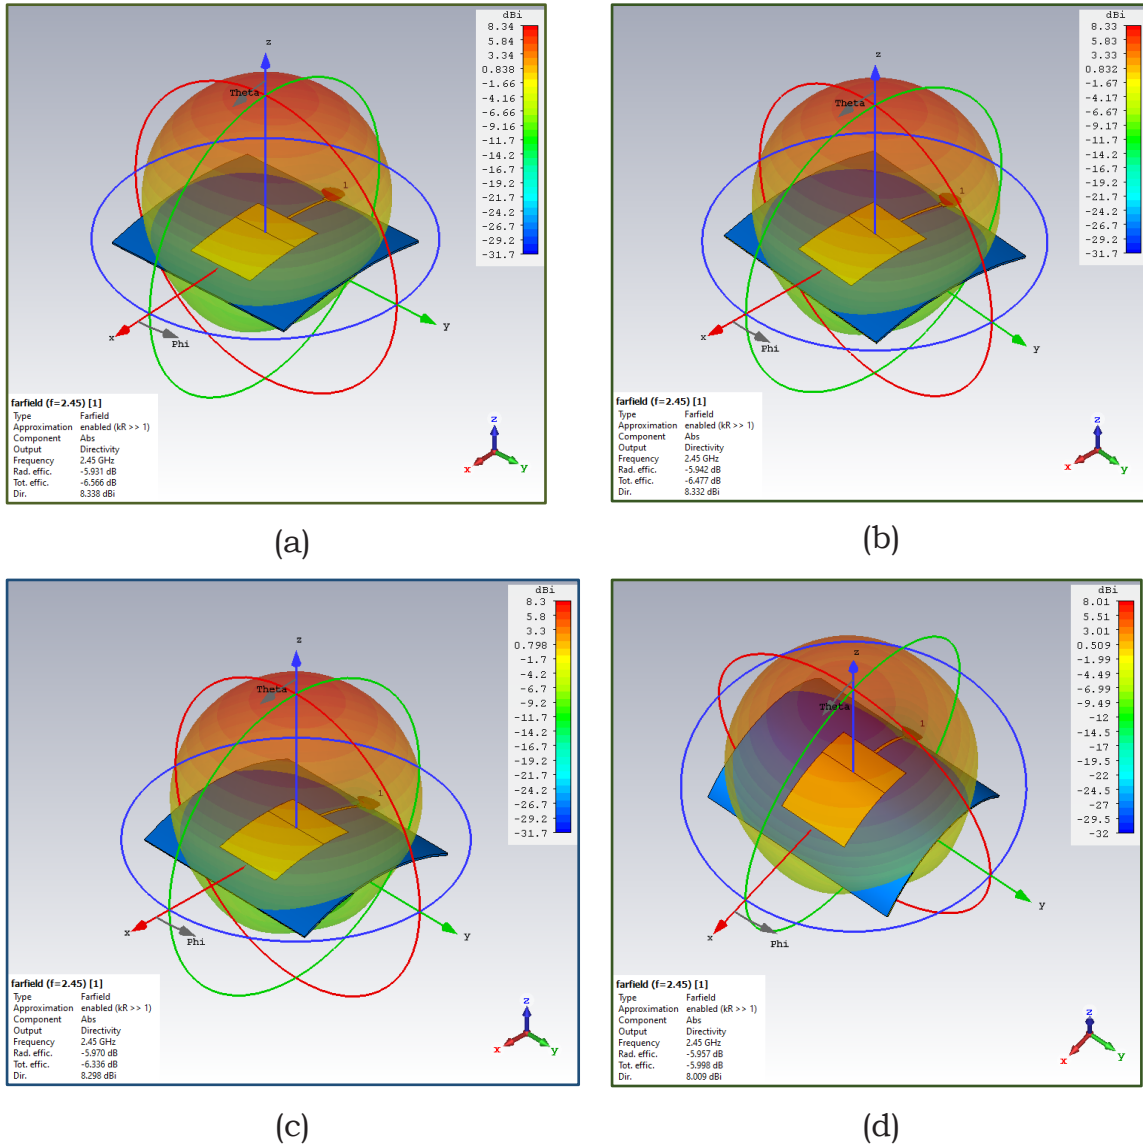 dBi
8.34
5.84
3.34
0.838
-1.66
-4.16
-6.66
-9.16
-11.7
-14.2
-16.7
-19.2
-21.7
-24.2
-26.7
-29.2
-31.7
z
Theta
1
x
Phi
y
farfield (f=2.45) [1]
Type Farfield
Approximation enabled (kR >> 1)
Component Abs
Output Directivity
Frequency 2.45 GHz
Rad. effic. -5.931 dB
Tot. effic. -6.566 dB
Dir. 8.338 dBi
z
x
y
(a)
dBi
8.33
5.83
3.33
0.832
-1.67
-4.17
-6.67
-9.17
-11.7
-14.2
-16.7
-19.2
-21.7
-24.2
-26.7
-29.2
-31.7
z
Theta
1
x
Phi
y
farfield (f=2.45) [1]
Type Farfield
Approximation enabled (kR >> 1)
Component Abs
Output Directivity
Frequency 2.45 GHz
Rad. effic. -5.942 dB
Tot. effic. -6.477 dB
Dir. 8.332 dBi
z
x
y
(b)
dBi
8.3
5.8
3.3
0.798
-1.7
-4.2
-6.7
-9.2
-11.7
-14.2
-16.7
-19.2
-21.7
-24.2
-26.7
-29.2
-31.7
z
Theta
1
x
Phi
y
farfield (f=2.45) [1]
Type Farfield
Approximation enabled (kR >> 1)
Component Abs
Output Directivity
Frequency 2.45 GHz
Rad. effic. -5.970 dB
Tot. effic. -6.336 dB
Dir. 8.298 dBi
z
x
y
(c)
dBi
8.01
5.51
3.01
0.509
-1.99
-4.49
-6.99
-9.49
-12
-14.5
-17
-19.5
-22
-24.5
-27
-29.5
-32
z
Theta
1
x
Phi
y
farfield (f=2.45) [1]
Type Farfield
Approximation enabled (kR >> 1)
Component Abs
Output Directivity
Frequency 2.45 GHz
Rad. effic. -5.957 dB
Tot. effic. -5.998 dB
Dir. 8.009 dBi
z
x
y
(d)